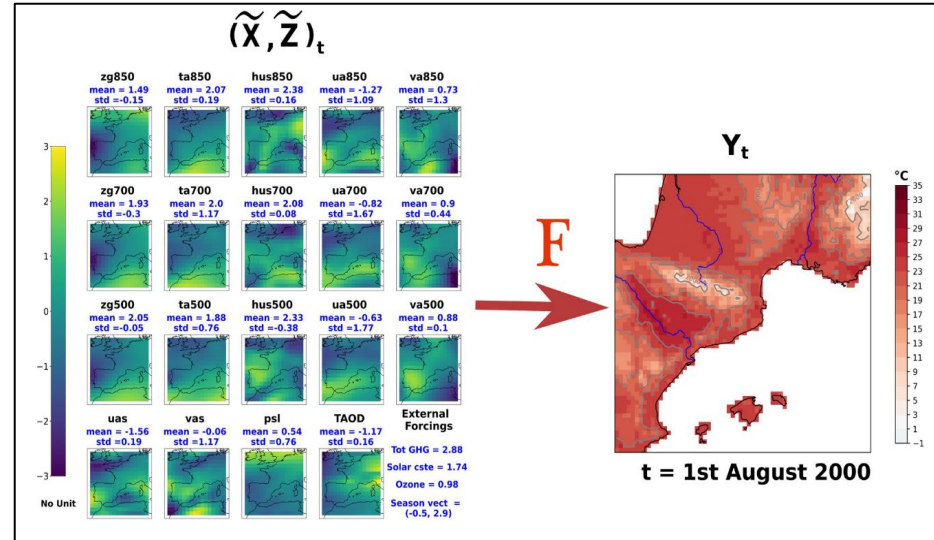 (X̃, Z̃)t
zg850 ta850 hus850 ua850 va850
mean = 1.49 mean = 2.07 mean = 2.38 mean = -1.27 mean = 0.73
std =-0.15 std = 0.19 std = 0.16 std = 1.09 std = 1.3
zg700 ta700 hus700 ua700 va700
mean = 1.93 mean = 2.0 mean = 2.08 mean = -0.82 mean = 0.9
std = -0.3 std = 1.17 std = 0.08 std = 1.67 std = 0.44
zg500 ta500 hus500 ua500 va500
mean = 2.05 mean = 1.88 mean = 2.33 mean = -0.63 mean = 0.88
std = -0.05 std = 0.76 std = -0.38 std = 1.77 std = 0.1
uas vas psl TAOD External
Forcings
mean = -1.56 mean = -0.06 mean = 0.54 mean = -1.17
std = 0.19 std = 1.17 std = 0.76 std = 0.16
Tot GHG = 2.88
Solar cste = 1.74
Ozone = 0.98
Season vect =
(-0.5, 2.9)
3
2
1
0
−1
−2
−3
No Unit
F
Yt
t = 1st August 2000
°C
35
33
31
29
27
25
23
21
19
17
15
13
11
9
7
5
3
1
−1